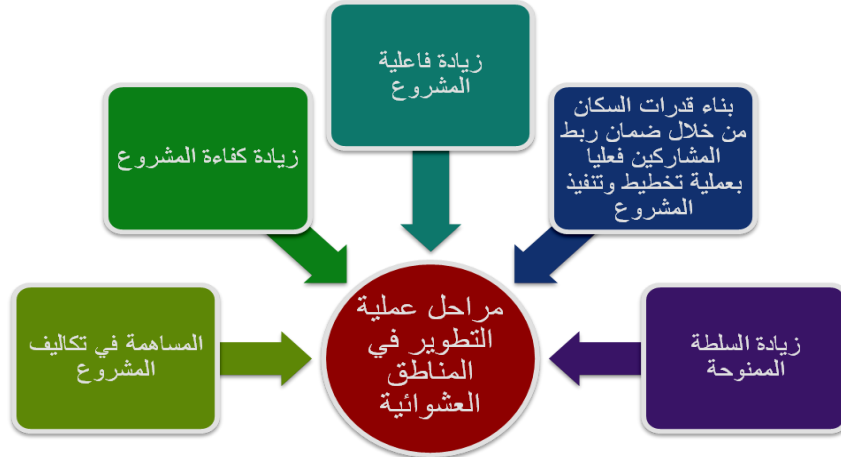 زيادة فاعلية
المشروع
بناء قدرات السكان
من خلال ضمان ربط
المشاركين فعليا
بعملية تخطيط وتنفيذ
المشروع
زيادة كفاءة المشروع
زيادة السلطة
الممنوحة
مراحل عملية
التطوير في
المناطق
العشوائية
المساهمة في تكاليف
المشروع